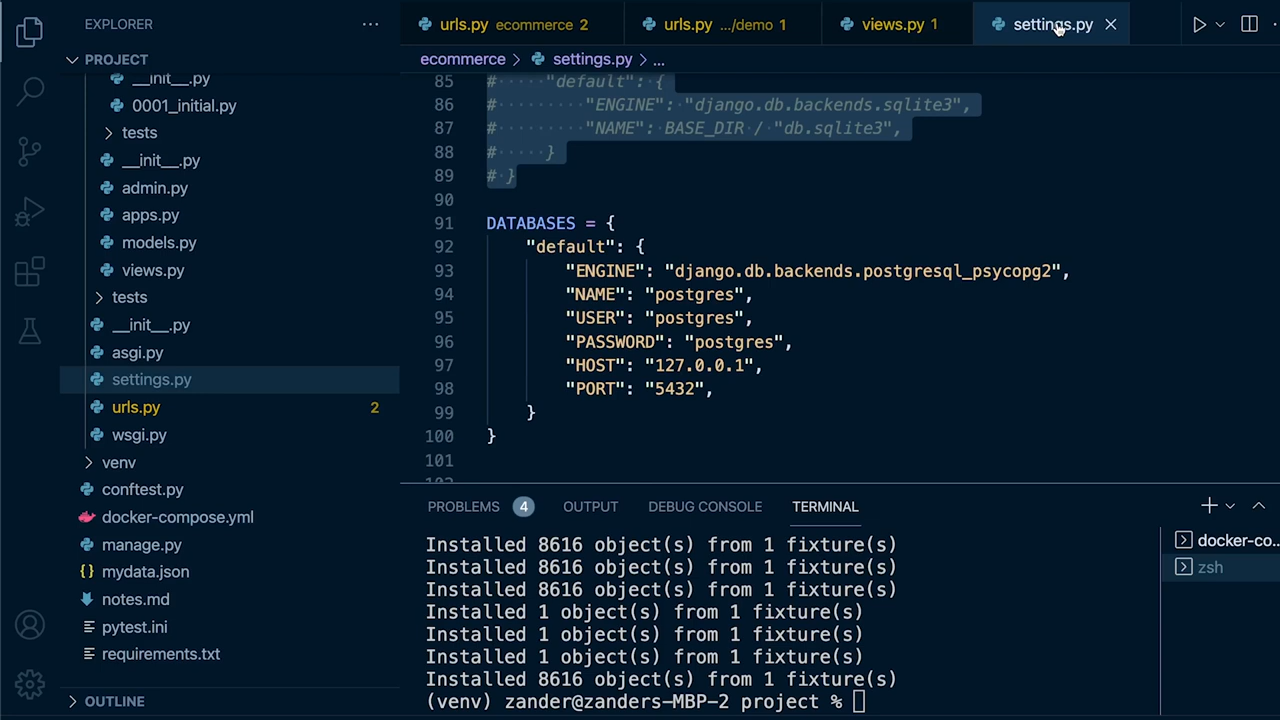 EXPLORER
PROJECT
__init__.py
0001_initial.py
tests
__init__.py
admin.py
apps.py
models.py
views.py
tests
__init__.py
asgi.py
settings.py
urls.py 2
wsgi.py
venv
conftest.py
docker-compose.yml
manage.py
mydata.json
notes.md
pytest.ini
requirements.txt
OUTLINE
urls.py ecommerce 2
urls.py .../demo 1
views.py 1
settings.py
ecommerce > settings.py > ...
85 # ····"default": {
86 # ········"ENGINE": "django.db.backends.sqlite3",
87 # ········"NAME": BASE_DIR / "db.sqlite3",
88 # ····}
89 # }
90
91 DATABASES = {
92 "default": {
93 "ENGINE": "django.db.backends.postgresql_psycopg2",
94 "NAME": "postgres",
95 "USER": "postgres",
96 "PASSWORD": "postgres",
97 "HOST": "127.0.0.1",
98 "PORT": "5432",
99 }
100 }
101
PROBLEMS 4 OUTPUT DEBUG CONSOLE TERMINAL
Installed 8616 object(s) from 1 fixture(s)
Installed 8616 object(s) from 1 fixture(s)
Installed 8616 object(s) from 1 fixture(s)
Installed 1 object(s) from 1 fixture(s)
Installed 1 object(s) from 1 fixture(s)
Installed 1 object(s) from 1 fixture(s)
Installed 8616 object(s) from 1 fixture(s)
(venv) zander@zanders-MBP-2 project %
docker-co...
zsh